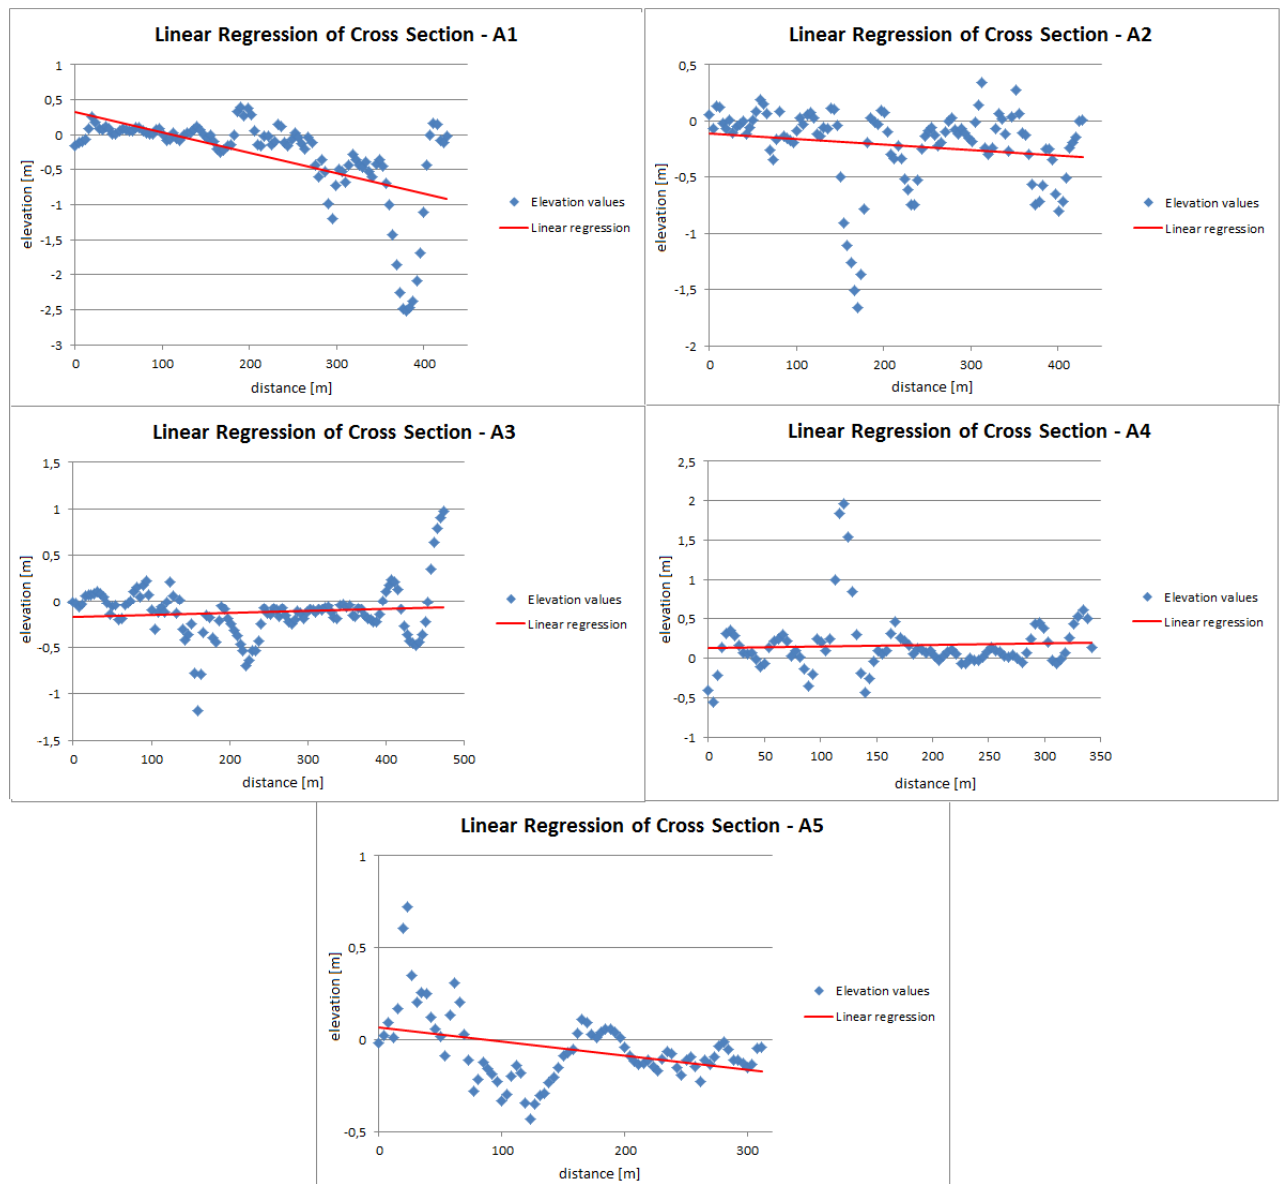 Linear Regression of Cross Section - A1
1
0,5
0
-0,5
-1
-1,5
-2
-2,5
-3
elevation [m]
0 100 200 300 400
distance [m]
Elevation values
Linear regression
Linear Regression of Cross Section - A2
0,5
0
-0,5
-1
-1,5
-2
elevation [m]
0 100 200 300 400
distance [m]
Elevation values
Linear regression
Linear Regression of Cross Section - A3
1,5
1
0,5
0
-0,5
-1
-1,5
elevation [m]
0 100 200 300 400 500
distance [m]
Elevation values
Linear regression
Linear Regression of Cross Section - A4
2,5
2
1,5
1
0,5
0
-0,5
-1
elevation [m]
0 50 100 150 200 250 300 350
distance [m]
Elevation values
Linear regression
Linear Regression of Cross Section - A5
1
0,5
0
-0,5
elevation [m]
0 100 200 300
distance [m]
Elevation values
Linear regression